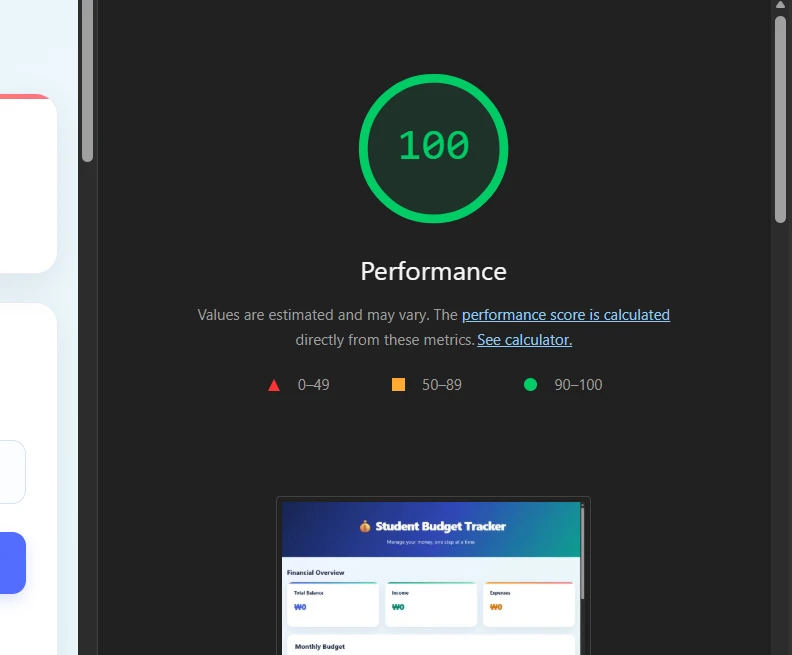 100
Performance
Values are estimated and may vary. The performance score is calculated
directly from these metrics. See calculator.
0–49 50–89 90–100
💰 Student Budget Tracker
Manage your money, one step at a time
Financial Overview
Total Balance Income Expenses
₩0 ₩0 ₩0
Monthly Budget